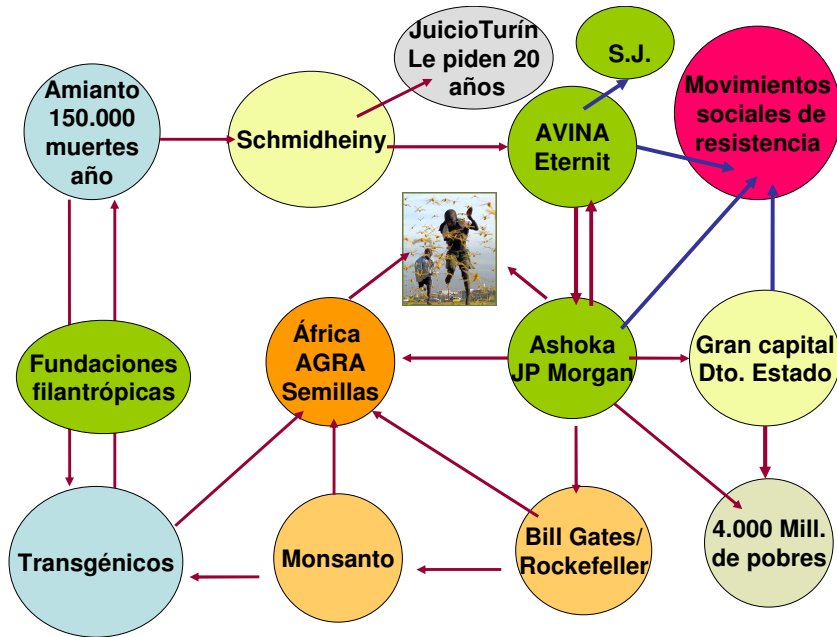 JuicioTurín
Le piden 20
años
S.J.
Amianto
150.000
muertes
año
Schmidheiny
AVINA
Eternit
Movimientos
sociales de
resistencia
Fundaciones
filantrópicas
África
AGRA
Semillas
Ashoka
JP Morgan
Gran capital
Dto. Estado
Transgénicos
Monsanto
Bill Gates/
Rockefeller
4.000 Mill.
de pobres